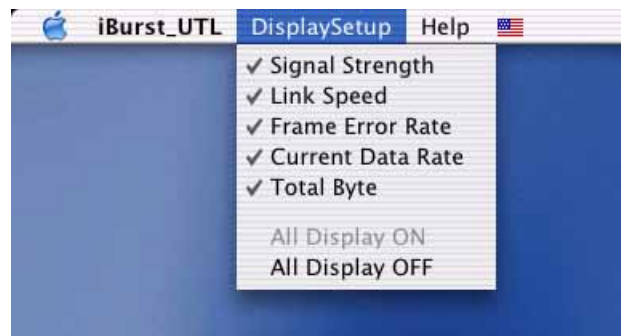 iBurst_UTL DisplaySetup Help
Signal Strength
Link Speed
Frame Error Rate
Current Data Rate
Total Byte
All Display ON
All Display OFF